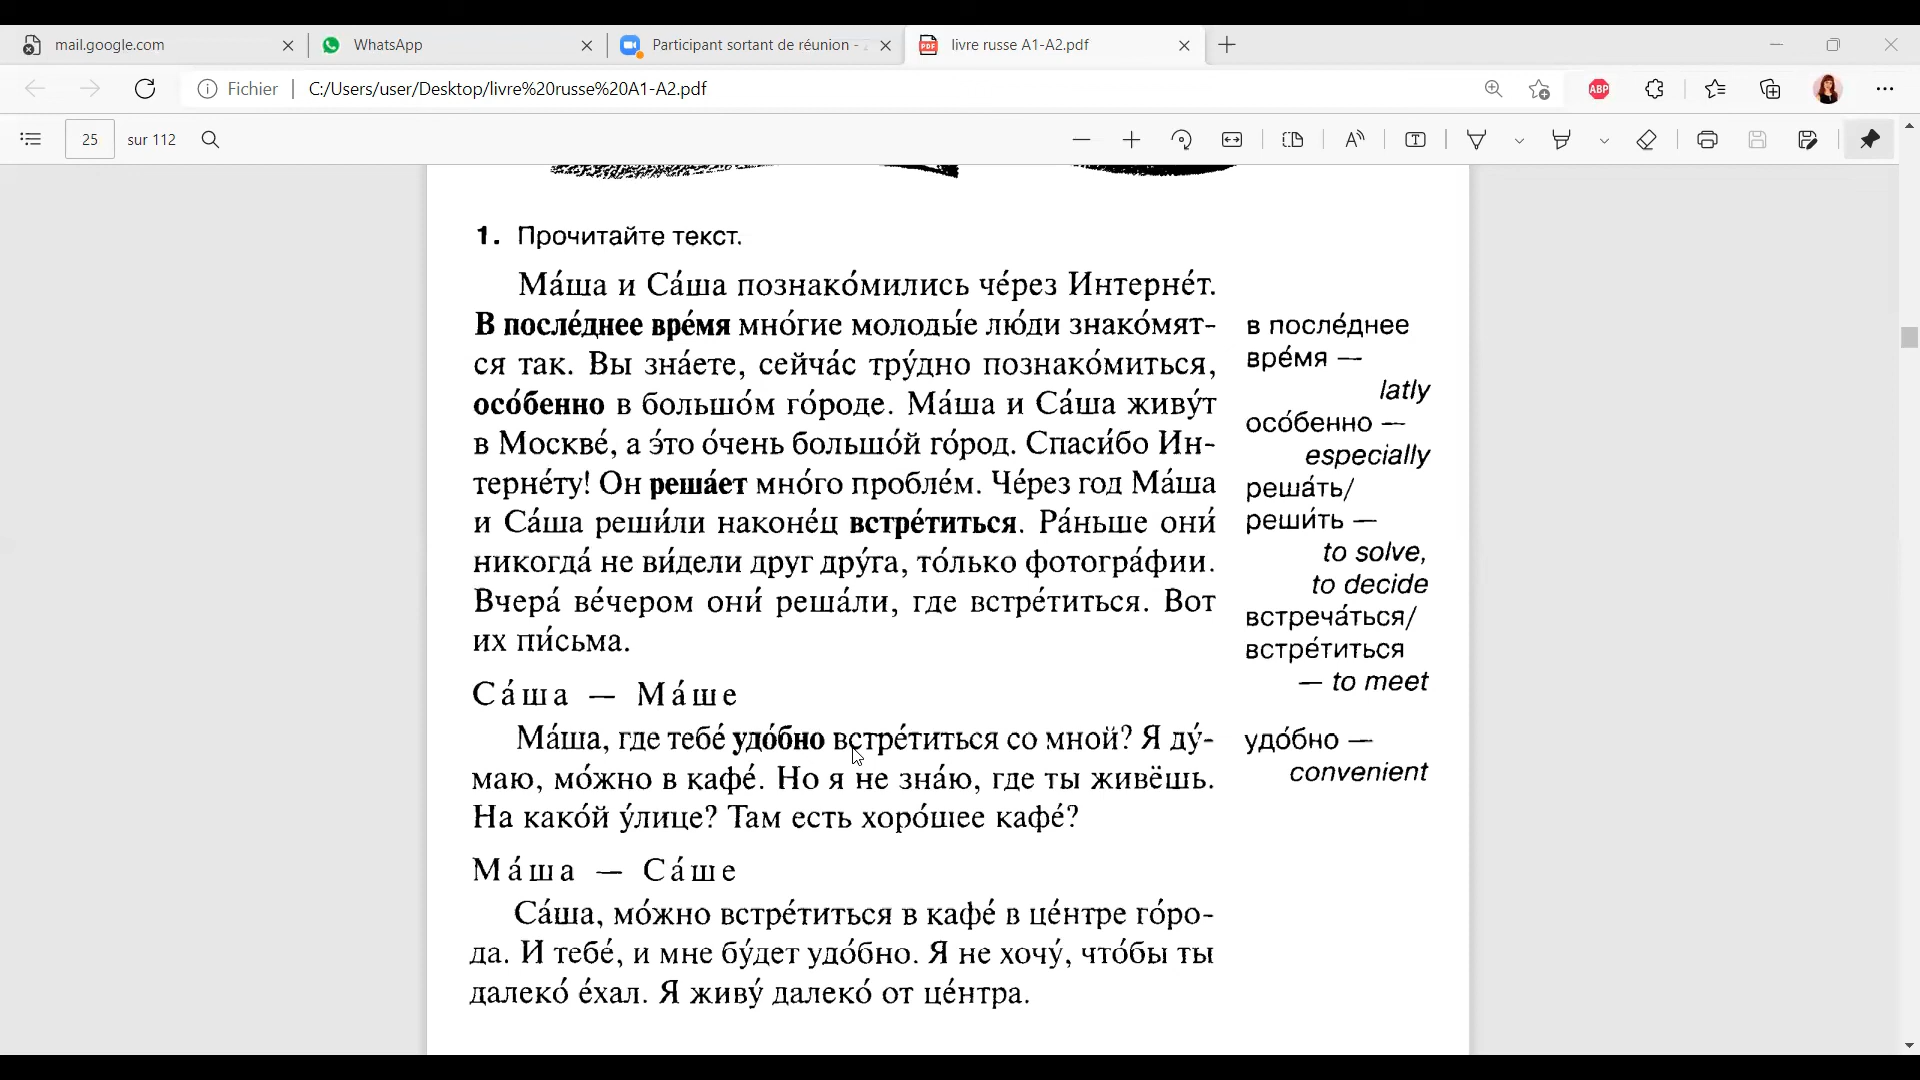 mail.google.com
WhatsApp
Participant sortant de réunion -
livre russe A1-A2.pdf
Fichier
C:/Users/user/Desktop/livre%20russe%20A1-A2.pdf
ABP
25 sur 112
1. Прочитайте текст.
Ма́ша и Са́ша познако́мились че́рез Интерне́т.
В после́днее вре́мя мно́гие молоды́е лю́ди знако́мят-
ся так. Вы зна́ете, сейча́с тру́дно познако́миться,
осо́бенно в большо́м го́роде. Ма́ша и Са́ша живу́т
в Москве́, а э́то о́чень большо́й го́род. Спаси́бо Ин-
терне́ту! Он реша́ет мно́го пробле́м. Че́рез год Ма́ша
и Са́ша реши́ли наконе́ц встре́титься. Ра́ньше они́
никогда́ не ви́дели друг дру́га, то́лько фотогра́фии.
Вчера́ ве́чером они́ реша́ли, где встре́титься. Вот
их пи́сьма.
в после́днее
вре́мя —
latly
осо́бенно —
especially
реша́ть/
реши́ть —
to solve,
to decide
встреча́ться/
встре́титься
— to meet
Са́ша — Ма́ше
Ма́ша, где тебе́ удо́бно встре́титься со мной? Я ду́-
маю, мо́жно в кафе́. Но я не зна́ю, где ты живёшь.
На како́й у́лице? Там есть хоро́шее кафе́?
удо́бно —
convenient
Ма́ша — Са́ше
Са́ша, мо́жно встре́титься в кафе́ в це́нтре го́ро-
да. И тебе́, и мне бу́дет удо́бно. Я не хочу́, что́бы ты
далеко́ е́хал. Я живу́ далеко́ от це́нтра.